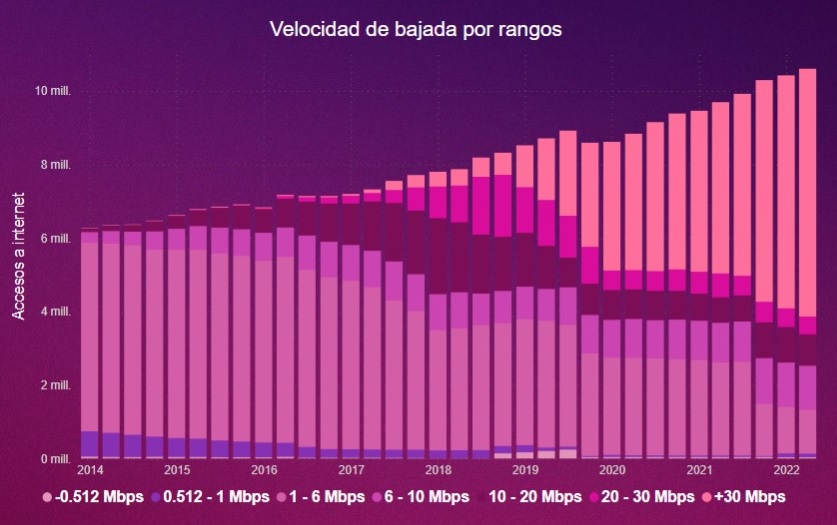 Velocidad de bajada por rangos
Accesos a internet
10 mill.
8 mill.
6 mill.
4 mill.
2 mill.
0 mill.
2014 2015 2016 2017 2018 2019 2020 2021 2022
-0.512 Mbps 0.512 - 1 Mbps 1 - 6 Mbps 6 - 10 Mbps 10 - 20 Mbps 20 - 30 Mbps +30 Mbps